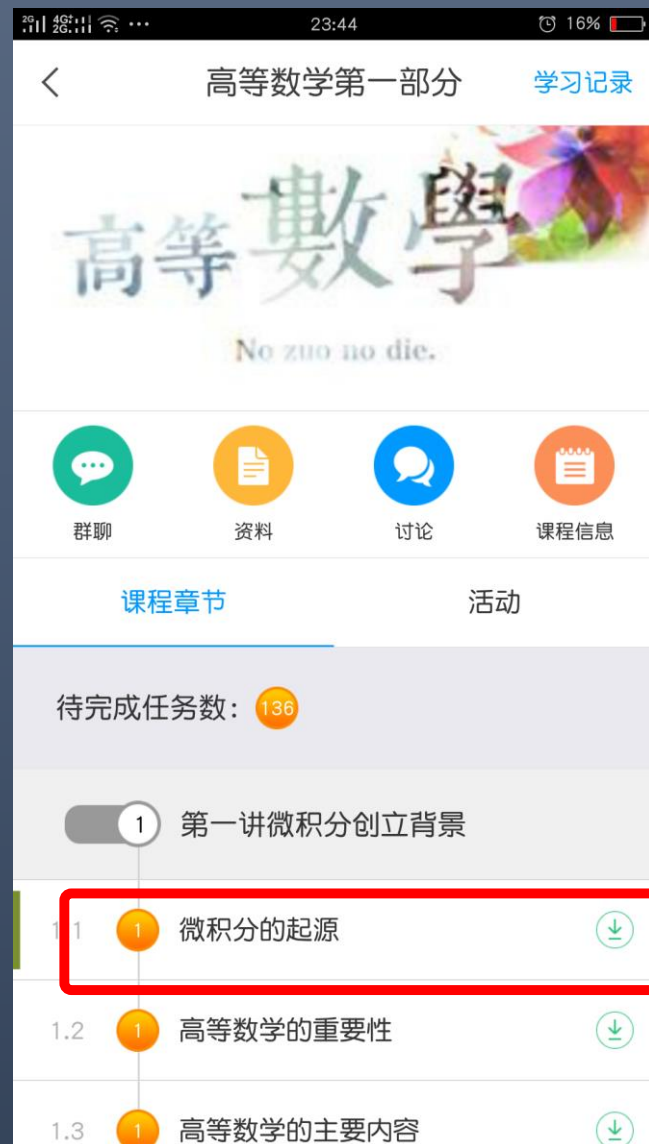 2G 4G 2G ... 23:44 16%
高等数学第一部分 学习记录
高等數學
No zuo no die.
群聊 资料 讨论 课程信息
课程章节 活动
待完成任务数： 136
1 第一讲微积分创立背景
1.1 1 微积分的起源
1.2 1 高等数学的重要性
1.3 1 高等数学的主要内容